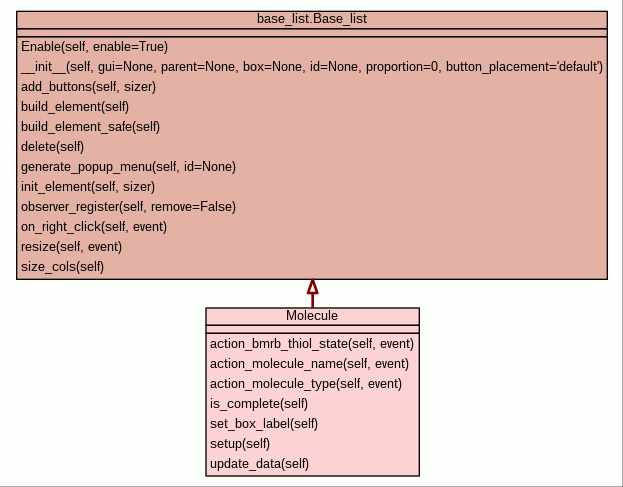 base_list.Base_list
Enable(self, enable=True)
__init__(self, gui=None, parent=None, box=None, id=None, proportion=0, button_placement='default')
add_buttons(self, sizer)
build_element(self)
build_element_safe(self)
delete(self)
generate_popup_menu(self, id=None)
init_element(self, sizer)
observer_register(self, remove=False)
on_right_click(self, event)
resize(self, event)
size_cols(self)
Molecule
action_bmrb_thiol_state(self, event)
action_molecule_name(self, event)
action_molecule_type(self, event)
is_complete(self)
set_box_label(self)
setup(self)
update_data(self)